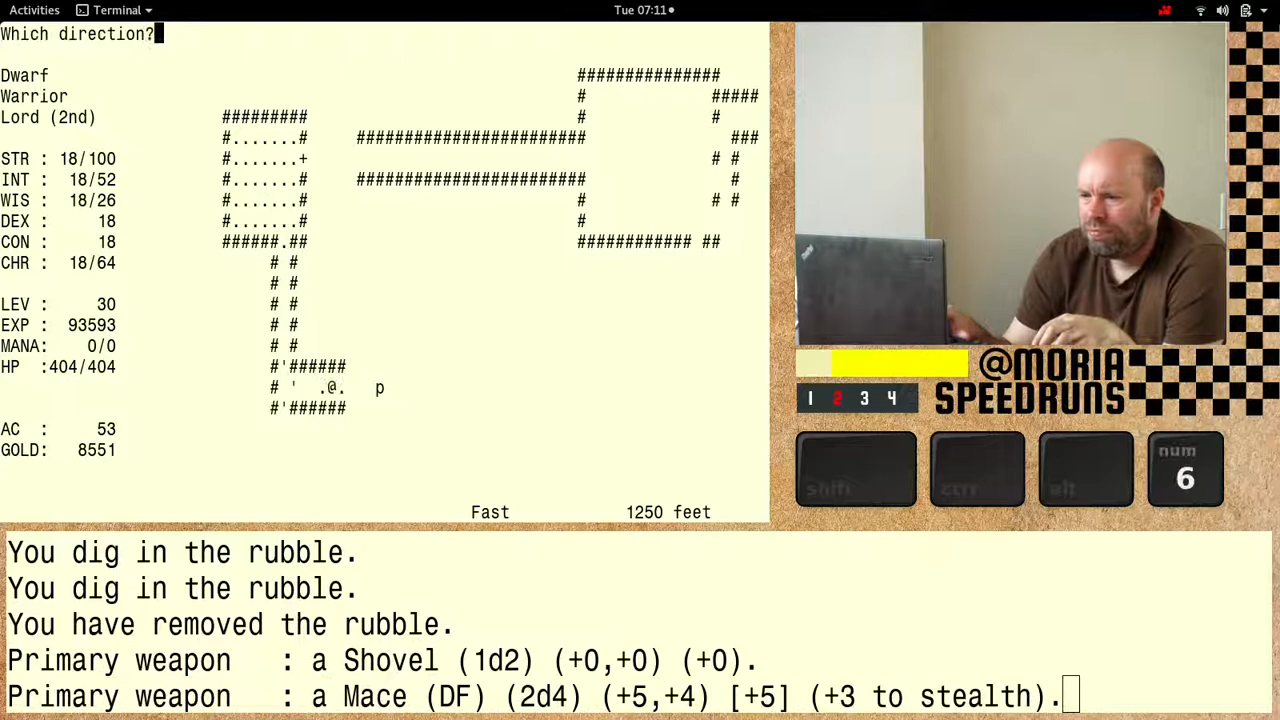 Activities Terminal Tue 07:11
Which direction?
Dwarf ###############
Warrior # #####
Lord (2nd) ######### # #
#.......# ######################## ###
STR : 18/100 #.......+ # #
INT : 18/52 #.......# ######################## #
WIS : 18/26 #.......# # # #
DEX : 18 #.......# #
CON : 18 ######.## ############ ##
CHR : 18/64 # #
# #
LEV : 30 # #
EXP : 93593 # #
MANA: 0/0 # #
HP :404/404 #'######
# ' .@. p
#'######
AC : 53
GOLD: 8551
Fast 1250 feet
@MORIA
1 2 3 4 SPEEDRUNS
shift ctrl alt num
6
You dig in the rubble.
You dig in the rubble.
You have removed the rubble.
Primary weapon : a Shovel (1d2) (+0,+0) (+0).
Primary weapon : a Mace (DF) (2d4) (+5,+4) [+5] (+3 to stealth).